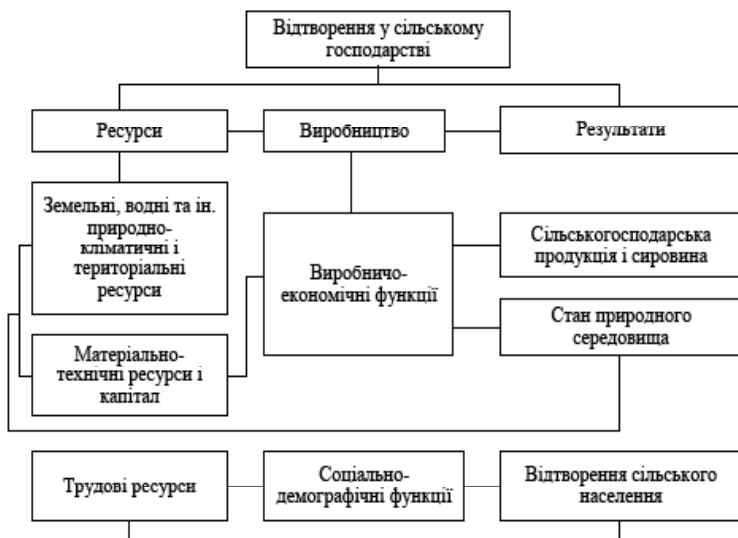 Відтворення у сільському
господарстві
Ресурси
Виробництво
Результати
Земельні, водні та ін.
природно-
кліматичні і
територіальні
ресурси
Виробничо-
економічні функції
Сільськогосподарська
продукція і сировина
Стан природного
середовища
Матеріально-
технічні ресурси і
капітал
Трудові ресурси
Соціально-
демографічні функції
Відтворення сільського
населення